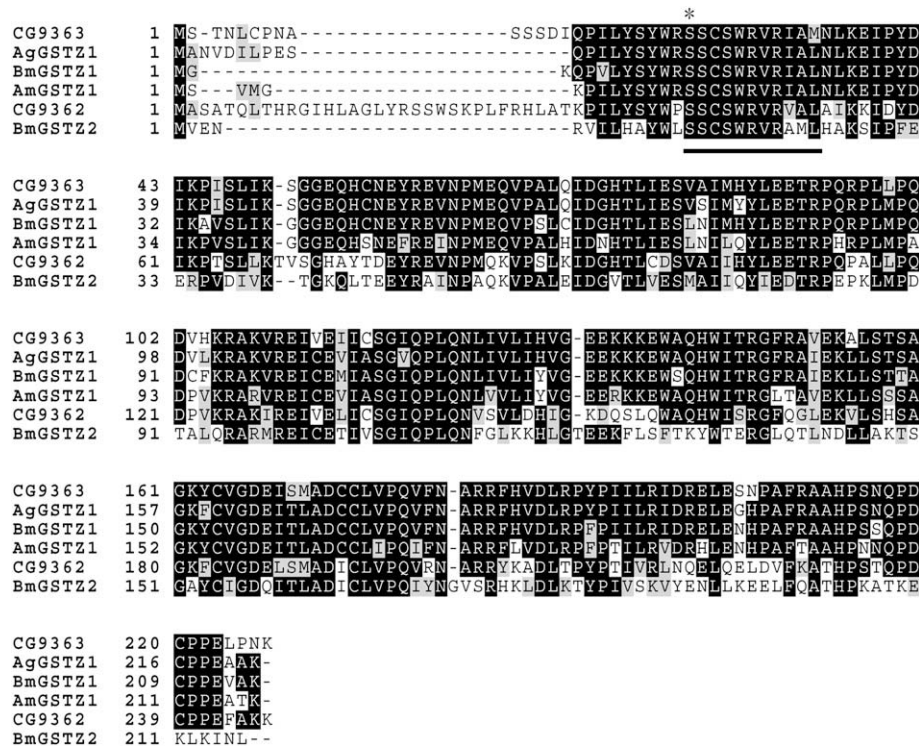 *
CG9363 1 MS-TNLCPNA-----------------SSSDIQPILYSYWRSSCSWRVRIAMNLKEIPYD
AgGSTZ1 1 MANVDILPES----------------------QPILYSYWRSSCSWRVRIALNLKEIPYD
BmGSTZ1 1 MG-----------------------------KQPVLYSYWRSSCSWRVRIALNLKEIPYD
AmGSTZ1 1 MS---VMG------------------------KPILYSYWRSSCSWRVRIALNLKEIPYD
CG9362 1 MASATQLTHRGIHLAGLYRSSWSKPLFRHLATKPILYSYWPSSCSWRVRVALAIKKIDYD
BmGSTZ2 1 MVEN----------------------------RVILHAYWLSSCSWRVRAMLHAKSIPFE
CG9363 43 IKPISLIK-SGGEQHCNEYREVNPMEQVPALQIDGHTLIESVAIMHYLEETRPQRPLLPQ
AgGSTZ1 39 IKPISLIK-SGGEQHCNEYREVNPMEQVPALQIDGHTLIESVSIMYYLEETRPQRPLMPQ
BmGSTZ1 32 IKAVSLIK-GGGEQHCNEYREVNPMEQVPSLCIDGHTLIESLNIMHYLEETRPQRPLMPQ
AmGSTZ1 34 IKPVSLIK-GGGEQHSNEFREINPMEQVPALHIDNHTLIESLNILQYLEETRPHRPLMPA
CG9362 61 IKPTSLLKTVSGHAYTDEYREVNPMQKVPSLKIDGHTLCDSVAIIHYLEETRPQPALLPQ
BmGSTZ2 33 ERPVDIVK--TGKQLTEEYRAINPAQKVPALEIDGVTLVESMAIIQYIEDTRPEPKLMPD
CG9363 102 DVHKRAKVREIVEIICSGIQPLQNLIVLIHVG-EEKKKEWAQHWITRGFRAVEKALSTSA
AgGSTZ1 98 DVLKRAKVREICEVIASGVQPLQNLIVLIHVG-EEKKKEWAQHWITRGFRAIEKLLSTSA
BmGSTZ1 91 DCFKRAKVREICEMIASGIQPLQNLIVLIYVG-EEKKKEWSQHWITRGFRAIEKLLSTTA
AmGSTZ1 93 DPVKRARVREICEVIASGIQPLQNLVVLIYVG-EERKKEWAQHWITRGLTAVEKLLSSSA
CG9362 121 DPVKRAKIREIVELICSGIQPLQNVSVLDHIG-KDQSLQWAQHWISRGFQGLEKVLSHSA
BmGSTZ2 91 TALQRARMREICETIVSGIQPLQNFGLKKHLGTEEKFLSFTKYWTERGLQTLNDLLAKTS
CG9363 161 GKYCVGDEISMADCCLVPQVFN-ARRFHVDLRPYPIILRIDRELESNPAFRAAHPSNQPD
AgGSTZ1 157 GKFCVGDEITLADCCLVPQVFN-ARRFHVDLRPYPIILRIDRELEGHPAFRAAHPSNQPD
BmGSTZ1 150 GKYCVGDEITLADCCLVPQVFN-ARRFHVDLRPFPIILRIDRELENHPAFRAAHPSSQPD
AmGSTZ1 152 GKYCVGDEITLADCCLIPQIFN-ARRFLVDLRPFPTILRVDRHLENHPAFTAAHPNNQPD
CG9362 180 GKFCVGDELSMADICLVPQVRN-ARRYKADLTPYPTIVRLNQELQELDVFKATHPSTQPD
BmGSTZ2 151 GAYCIGDQITLADICLVPQIYNGVSRHKLDLKTYPIVSKVYENLLKEELFQATHPKATKE
CG9363 220 CPPELPNK
AgGSTZ1 216 CPPEAAK-
BmGSTZ1 209 CPPEVAK-
AmGSTZ1 211 CPPEATK-
CG9362 239 CPPEFAKK
BmGSTZ2 211 KLKINL--